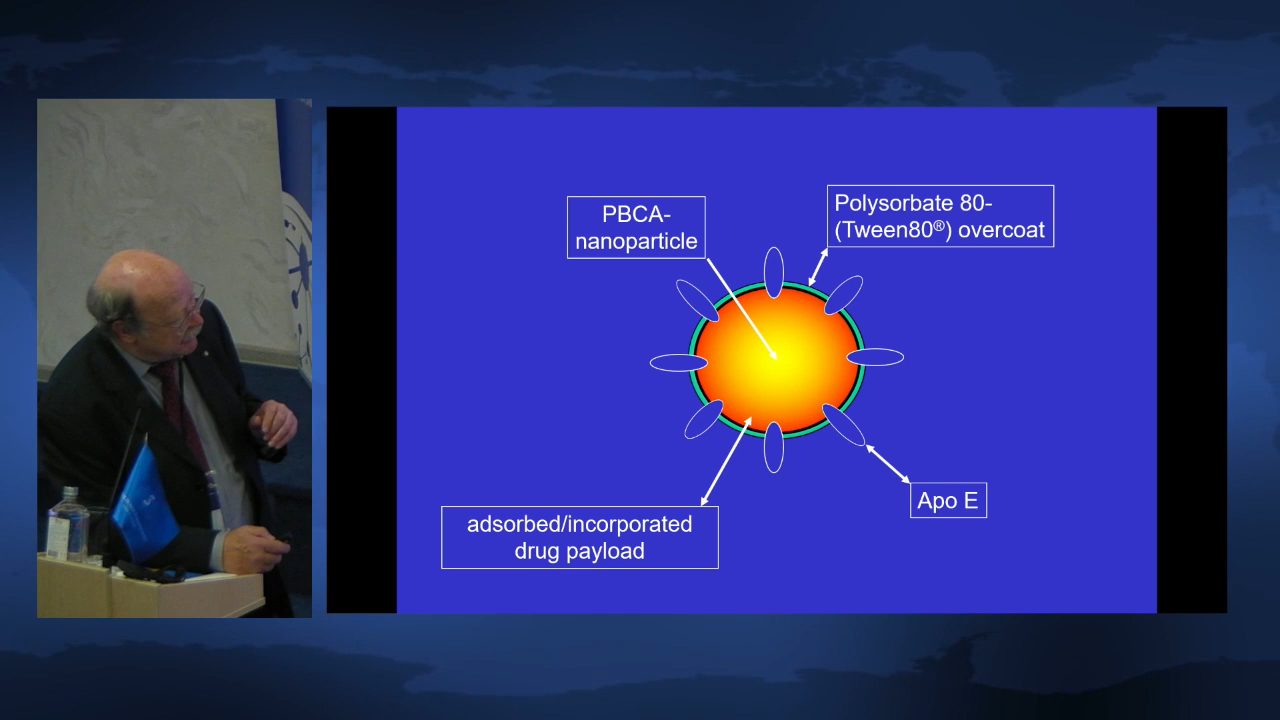 PBCA-
nanoparticle
Polysorbate 80-
(Tween80®) overcoat
adsorbed/incorporated
drug payload
Apo E